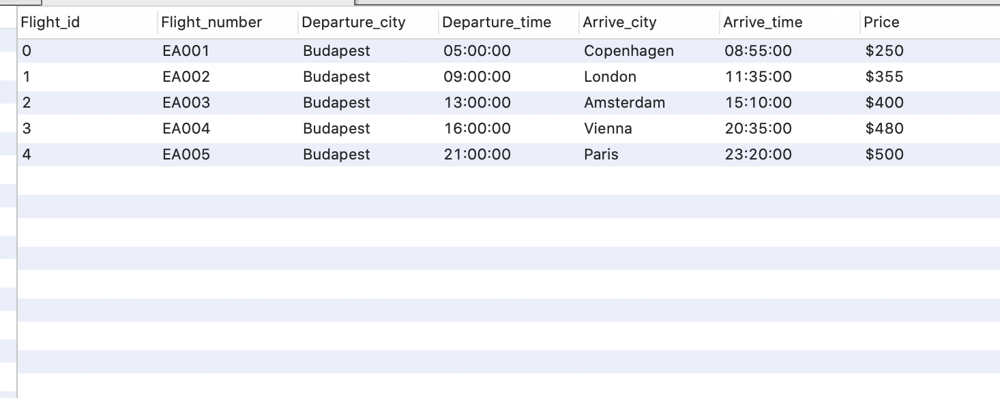 Flight_id Flight_number Departure_city Departure_time Arrive_city Arrive_time Price
0 EA001 Budapest 05:00:00 Copenhagen 08:55:00 $250
1 EA002 Budapest 09:00:00 London 11:35:00 $355
2 EA003 Budapest 13:00:00 Amsterdam 15:10:00 $400
3 EA004 Budapest 16:00:00 Vienna 20:35:00 $480
4 EA005 Budapest 21:00:00 Paris 23:20:00 $500